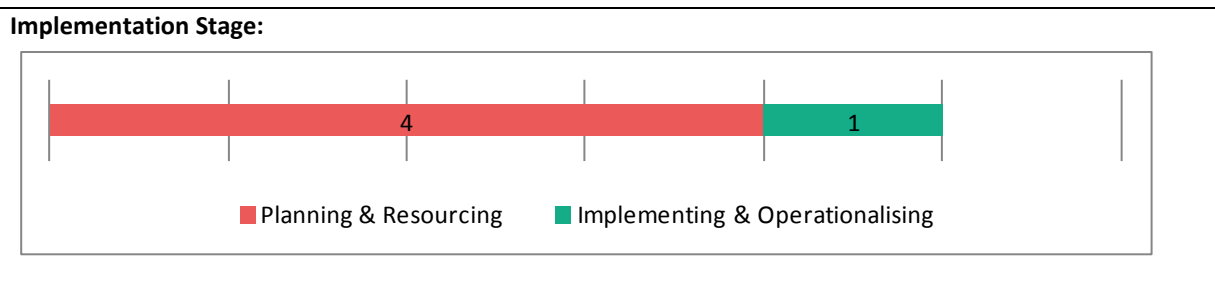 Implementation Stage:
4 1
Planning & Resourcing Implementing & Operationalising